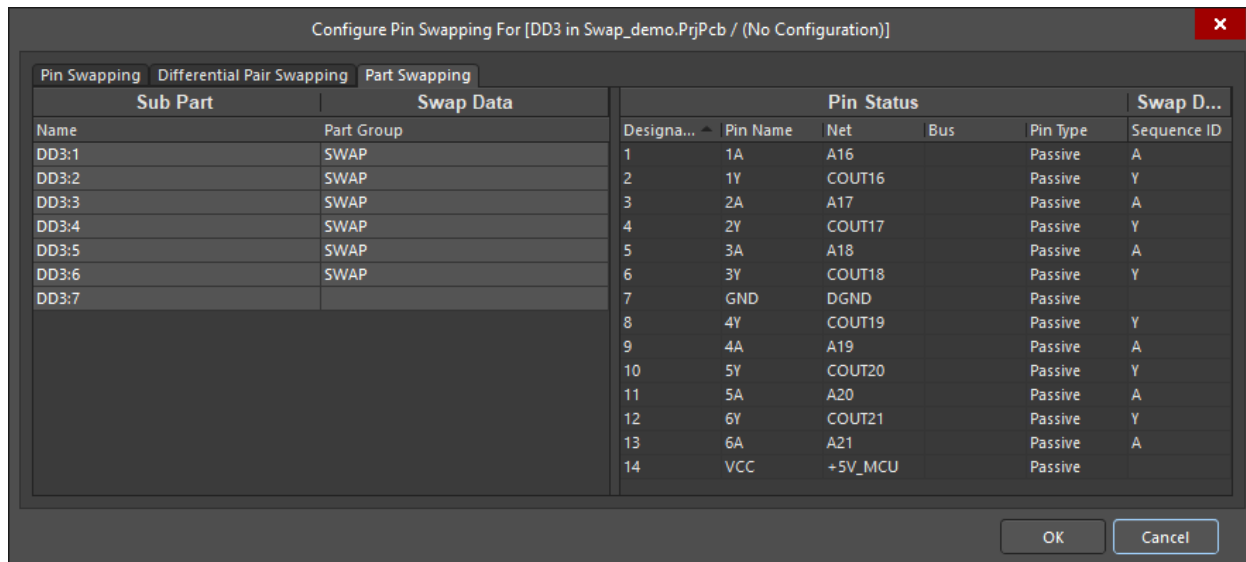 Configure Pin Swapping For [DD3 in Swap_demo.PrjPcb / (No Configuration)]
Pin Swapping Differential Pair Swapping Part Swapping
Sub Part Swap Data Pin Status Swap D...
Name Part Group Designa... Pin Name Net Bus Pin Type Sequence ID
DD3:1 SWAP 1 1A A16 Passive A
DD3:2 SWAP 2 1Y COUT16 Passive Y
DD3:3 SWAP 3 2A A17 Passive A
DD3:4 SWAP 4 2Y COUT17 Passive Y
DD3:5 SWAP 5 3A A18 Passive A
DD3:6 SWAP 6 3Y COUT18 Passive Y
DD3:7 7 GND DGND Passive
8 4Y COUT19 Passive Y
9 4A A19 Passive A
10 5Y COUT20 Passive Y
11 5A A20 Passive A
12 6Y COUT21 Passive Y
13 6A A21 Passive A
14 VCC +5V_MCU Passive
OK Cancel